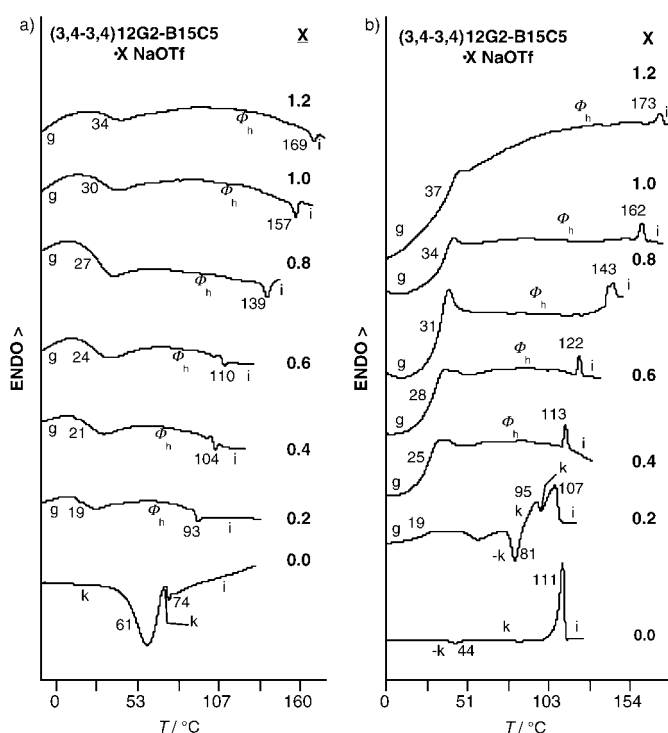 a)
(3,4-3,4)12G2-B15C5
·X NaOTf
X
1.2
g 34 Φh 169 i
1.0
g 30 Φh 157 i
0.8
g 27 Φh 139 i
0.6
g 24 Φh 110 i
0.4
g 21 Φh 104 i
0.2
g 19 Φh 93 i
0.0
k 61 74 k i
ENDO >
0 53 107 160
T / °C
b)
(3,4-3,4)12G2-B15C5
·X NaOTf
X
1.2
g 37 Φh 173 i
1.0
g 34 Φh 162 i
0.8
g 31 Φh 143 i
0.6
g 28 Φh 122 i
0.4
g 25 Φh 113 i
0.2
g 19 -k 81 k 95 k 107 i
0.0
-k 44 k 111 i
ENDO >
0 51 103 154
T / °C